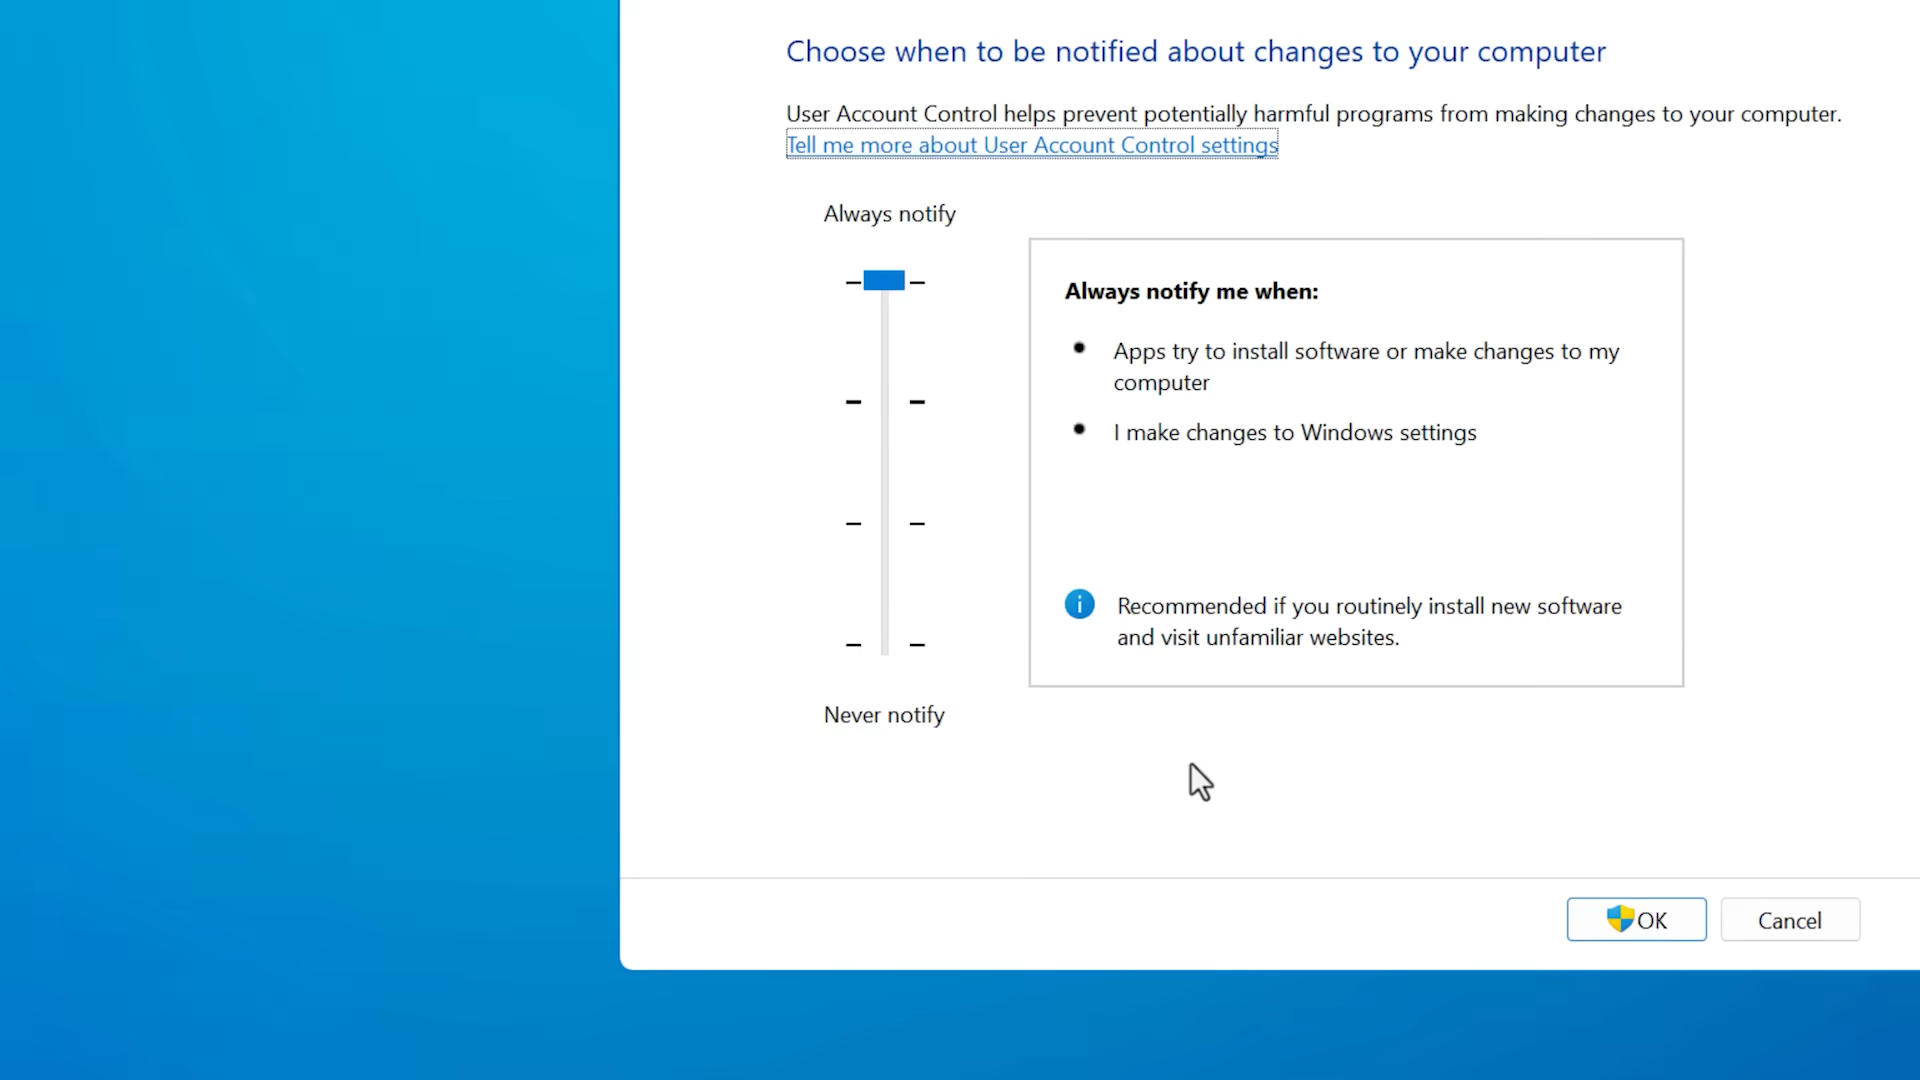 Choose when to be notified about changes to your computer
User Account Control helps prevent potentially harmful programs from making changes to your computer.
Tell me more about User Account Control settings
Always notify
Always notify me when:
Apps try to install software or make changes to my
computer
I make changes to Windows settings
Recommended if you routinely install new software
and visit unfamiliar websites.
Never notify
OK
Cancel